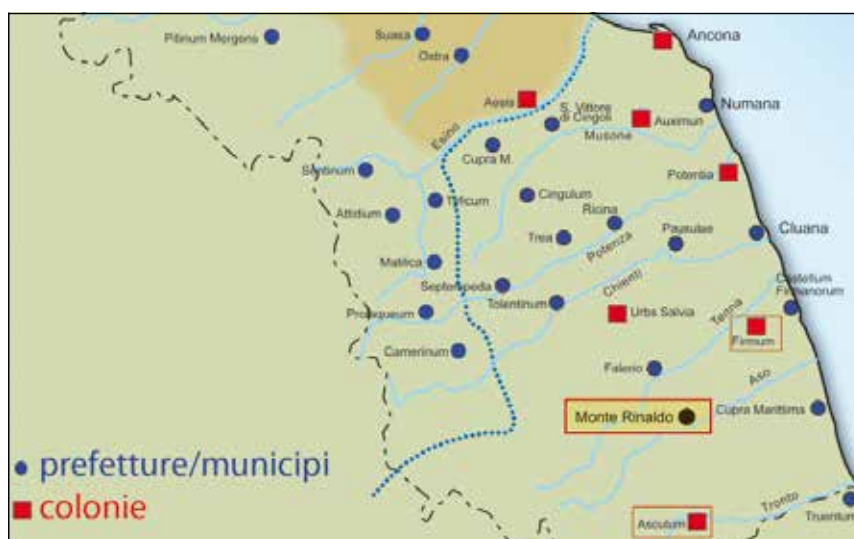 Pitinum Mergens
Suasa
Ostra
Ancona
Aesis
Numana
S. Vittore
di Cingoli
Auximun
Esino
Musone
Cupra M.
Sentinum
Potentia
Tificum
Cingulum
Attidium
Ricina
Trea
Potenza
Pausulae
Cluana
Matilica
Septempeda
Chienti
Castellum
Firmanorum
Prolaqueum
Tolentinum
Urbs Salvia
Tenna
Firmum
Camerinum
Falerio
Aso
Monte Rinaldo
Cupra Marittima
prefetture/municipi
colonie
Asculum
Tronto
Truentum